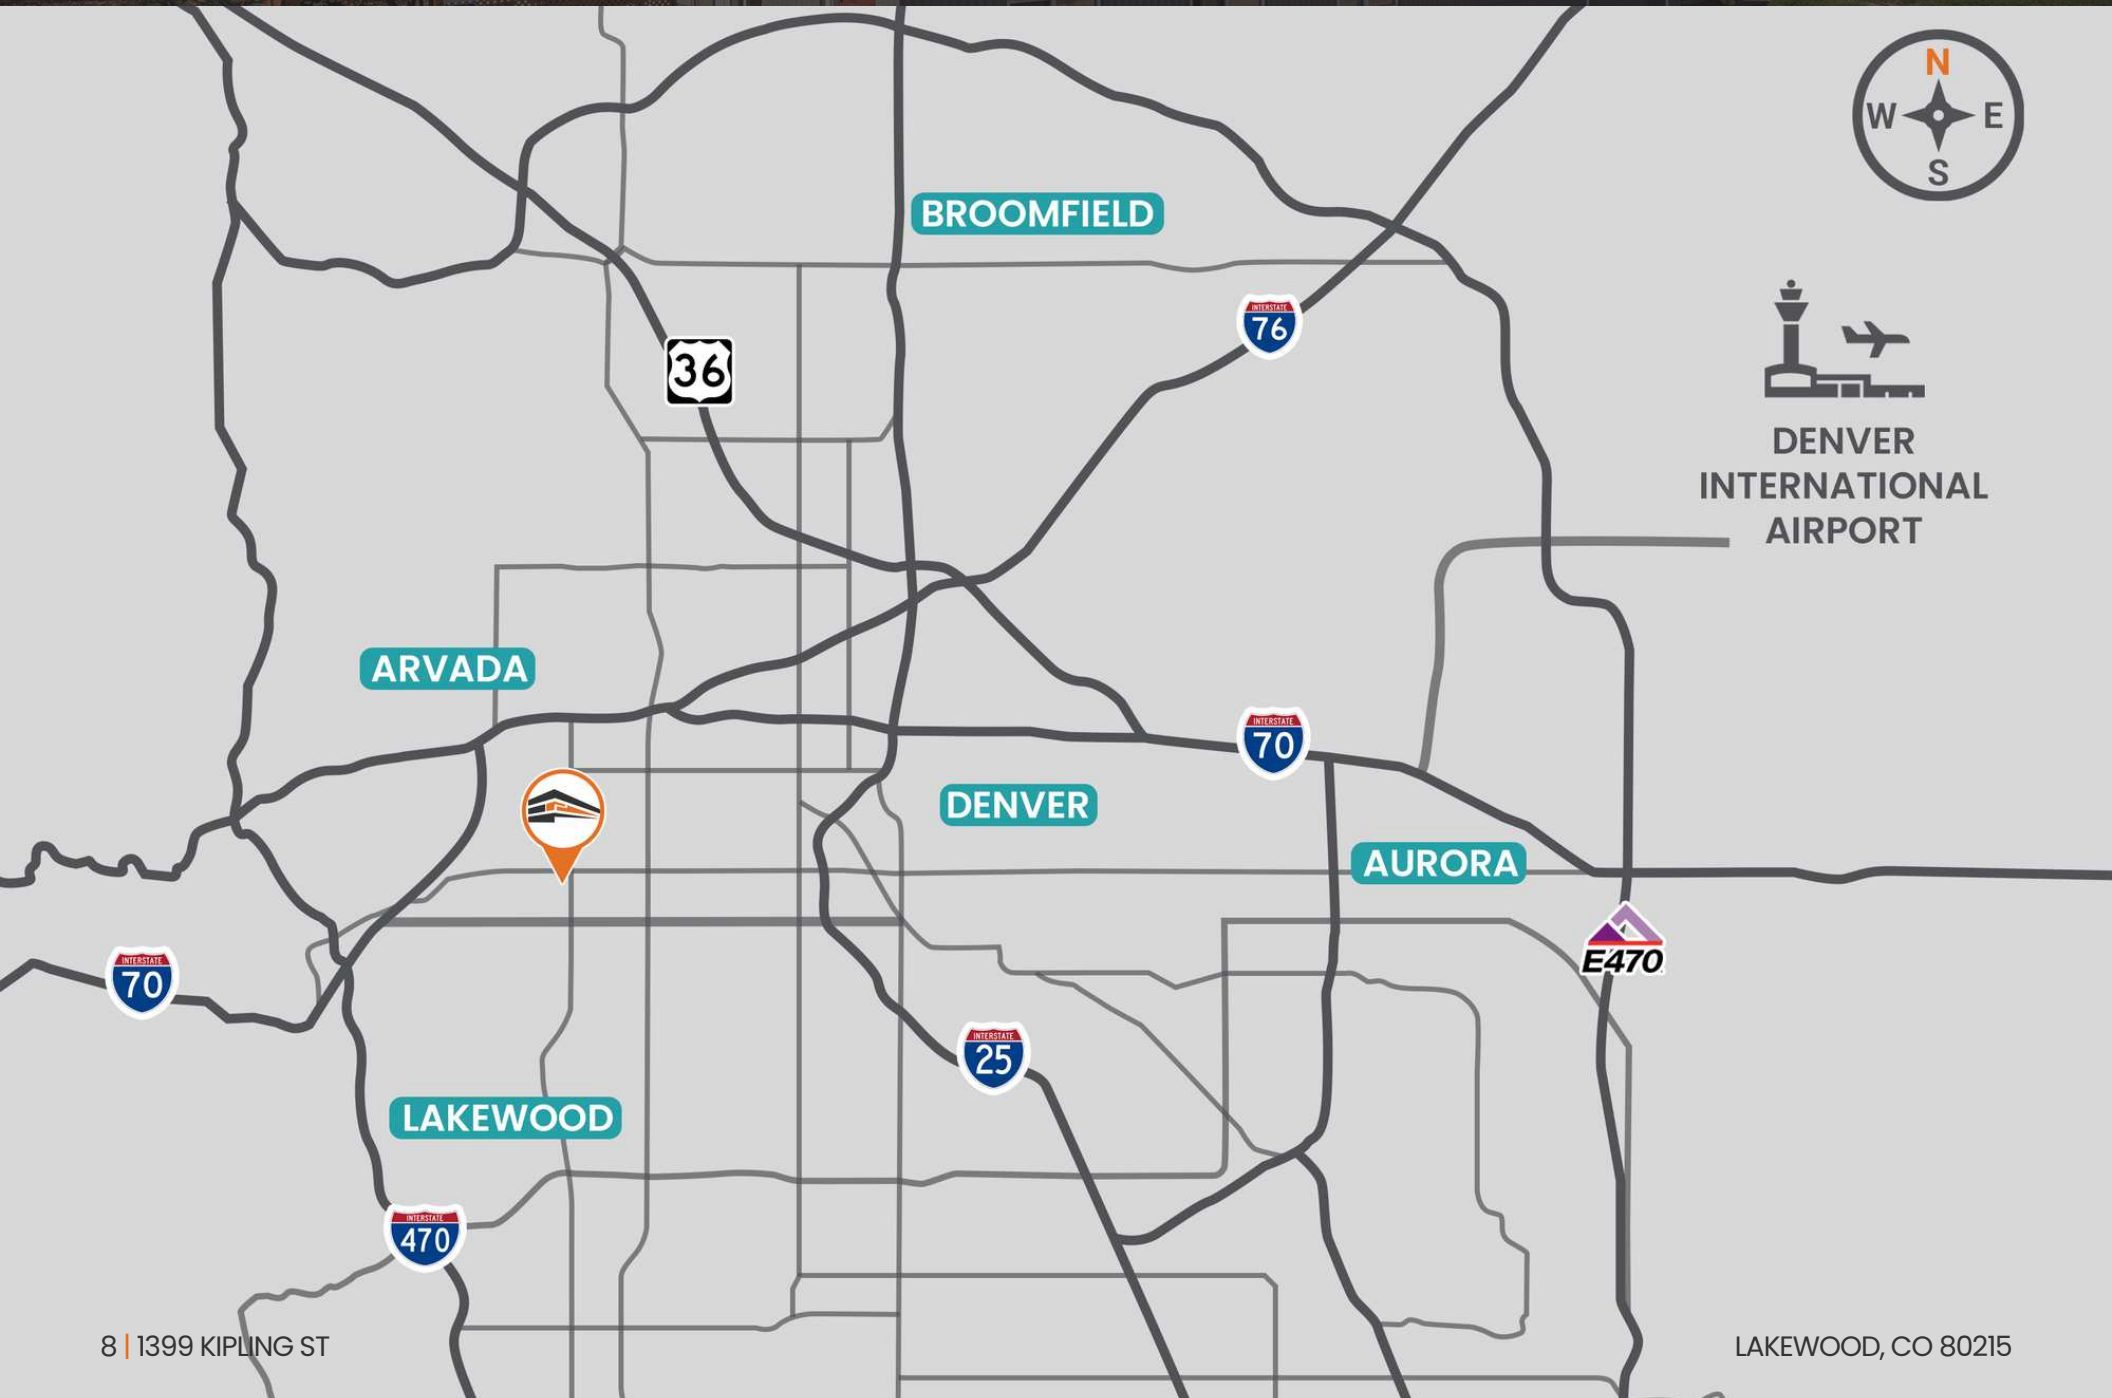 N
W
E
S
BROOMFIELD
INTERSTATE
76
36
DENVER
INTERNATIONAL
AIRPORT
ARVADA
INTERSTATE
70
DENVER
AURORA
E470
INTERSTATE
70
INTERSTATE
25
LAKEWOOD
INTERSTATE
470
8 | 1399 KIPLING ST
LAKEWOOD, CO 80215